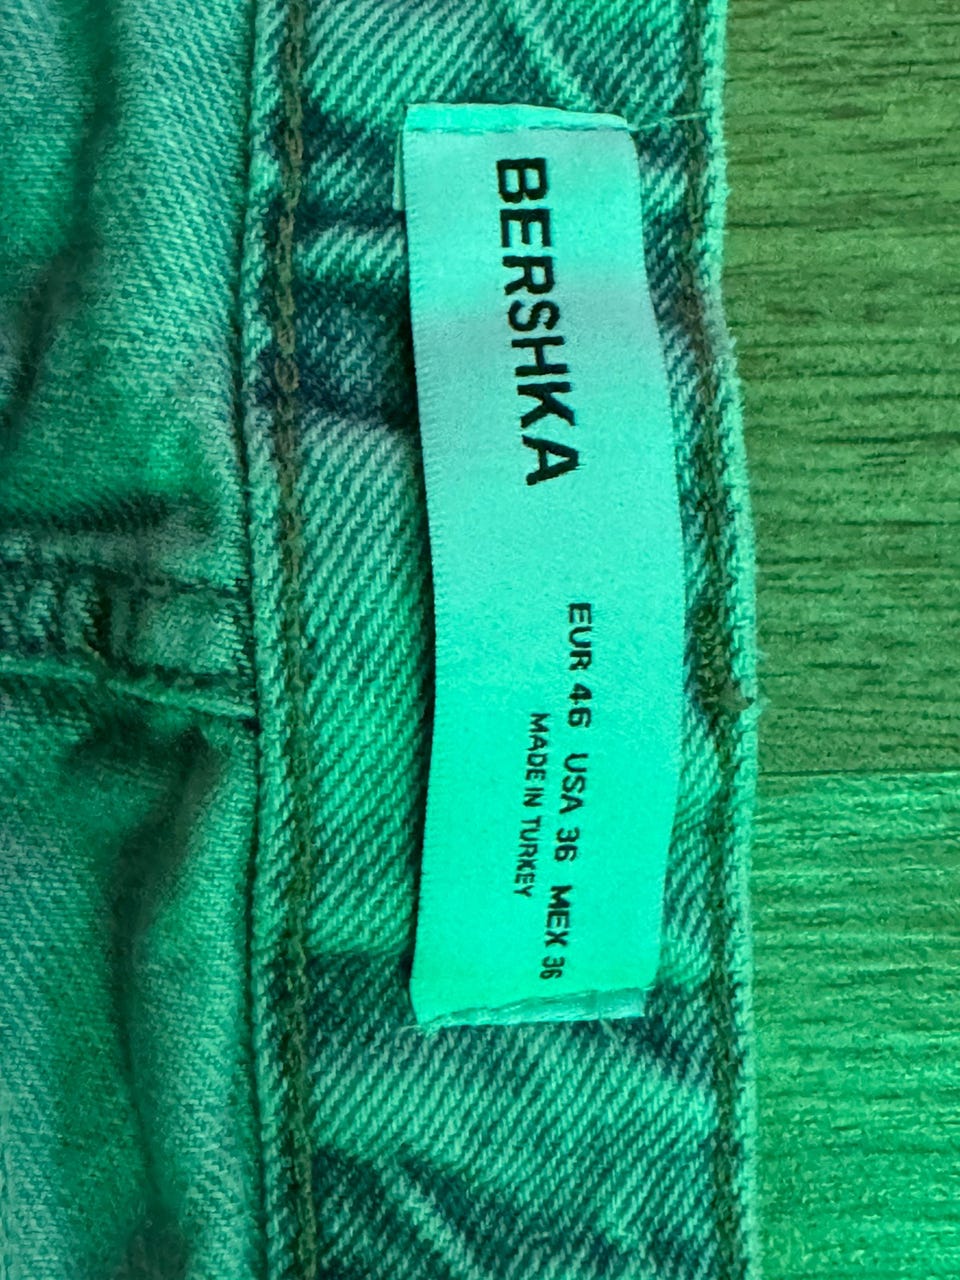 BERSHKA
EUR 46 USA 36 MEX 36
MADE IN TURKEY